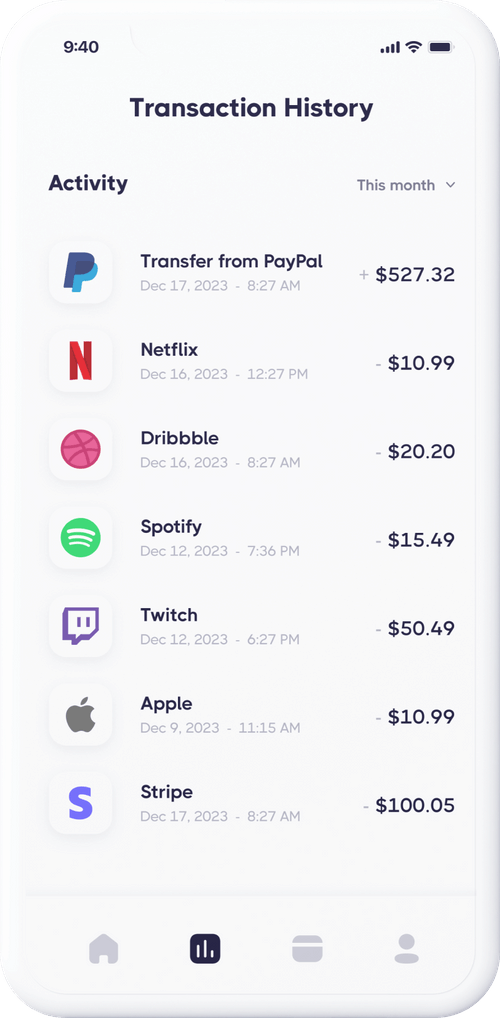 9:40
Transaction History
Activity
This month
Transfer from PayPal
Dec 17, 2023 - 8:27 AM
+ $527.32
Netflix
Dec 16, 2023 - 12:27 PM
- $10.99
Dribbble
Dec 16, 2023 - 8:27 AM
- $20.20
Spotify
Dec 12, 2023 - 7:36 PM
- $15.49
Twitch
Dec 12, 2023 - 6:27 PM
- $50.49
Apple
Dec 9, 2023 - 11:15 AM
- $10.99
Stripe
Dec 17, 2023 - 8:27 AM
- $100.05